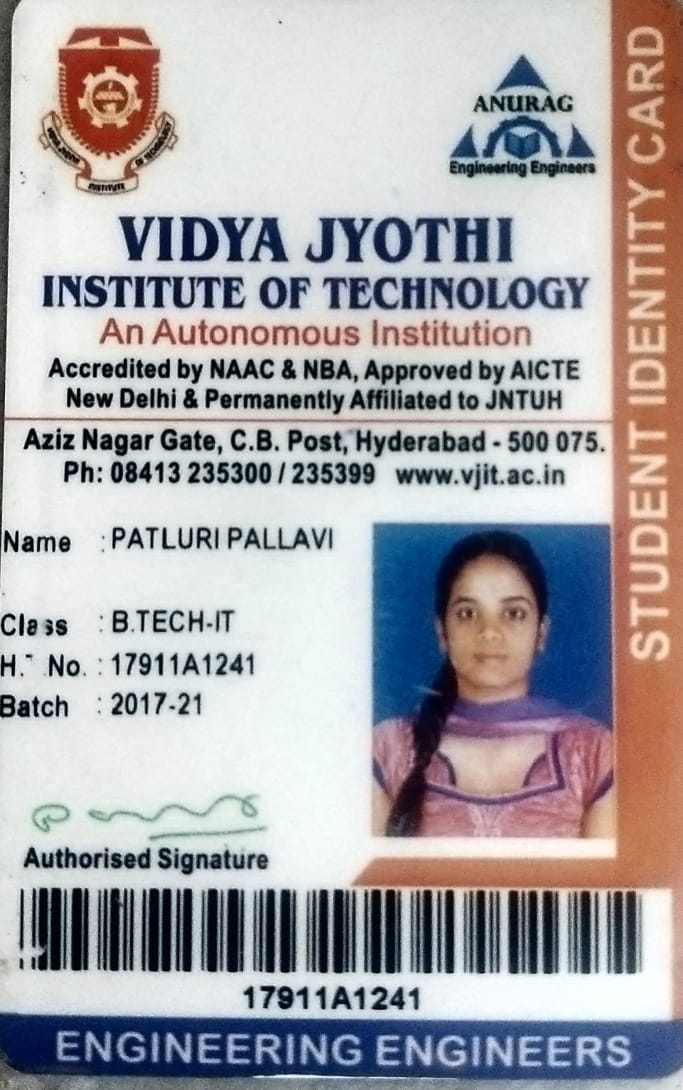 ANURAG
Engineering Engineers
INSTITUTE
VIDYA JYOTHI
INSTITUTE OF TECHNOLOGY
An Autonomous Institution
Accredited by NAAC & NBA, Approved by AICTE
New Delhi & Permanently Affiliated to JNTUH
Aziz Nagar Gate, C.B. Post, Hyderabad - 500 075.
Ph: 08413 235300 / 235399 www.vjit.ac.in
STUDENT IDENTITY CARD
Name : PATLURI PALLAVI
Class : B.TECH-IT
H. No. : 17911A1241
Batch : 2017-21
Authorised Signature
17911A1241
ENGINEERING ENGINEERS